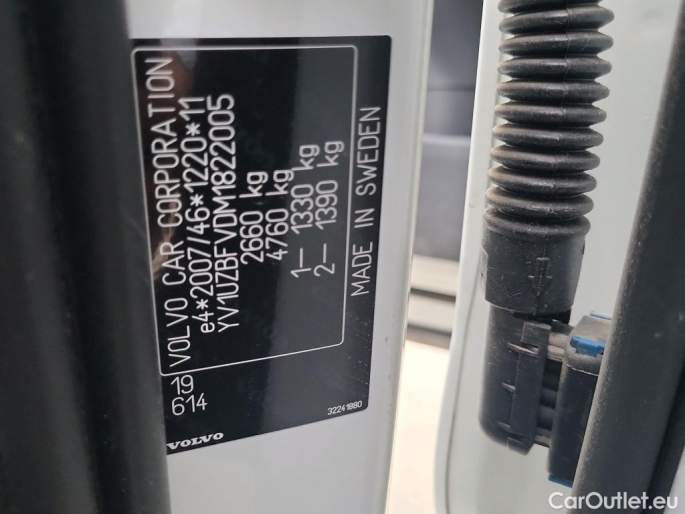 VOLVO CAR CORPORATION
e4*2007/46*1220*11
YV1UZBFVDM1822005
2660 kg
4760 kg
1— 1330 kg
2— 1390 kg
MADE IN SWEDEN
19
614
32241980
VOLVO
CarOutlet.eu